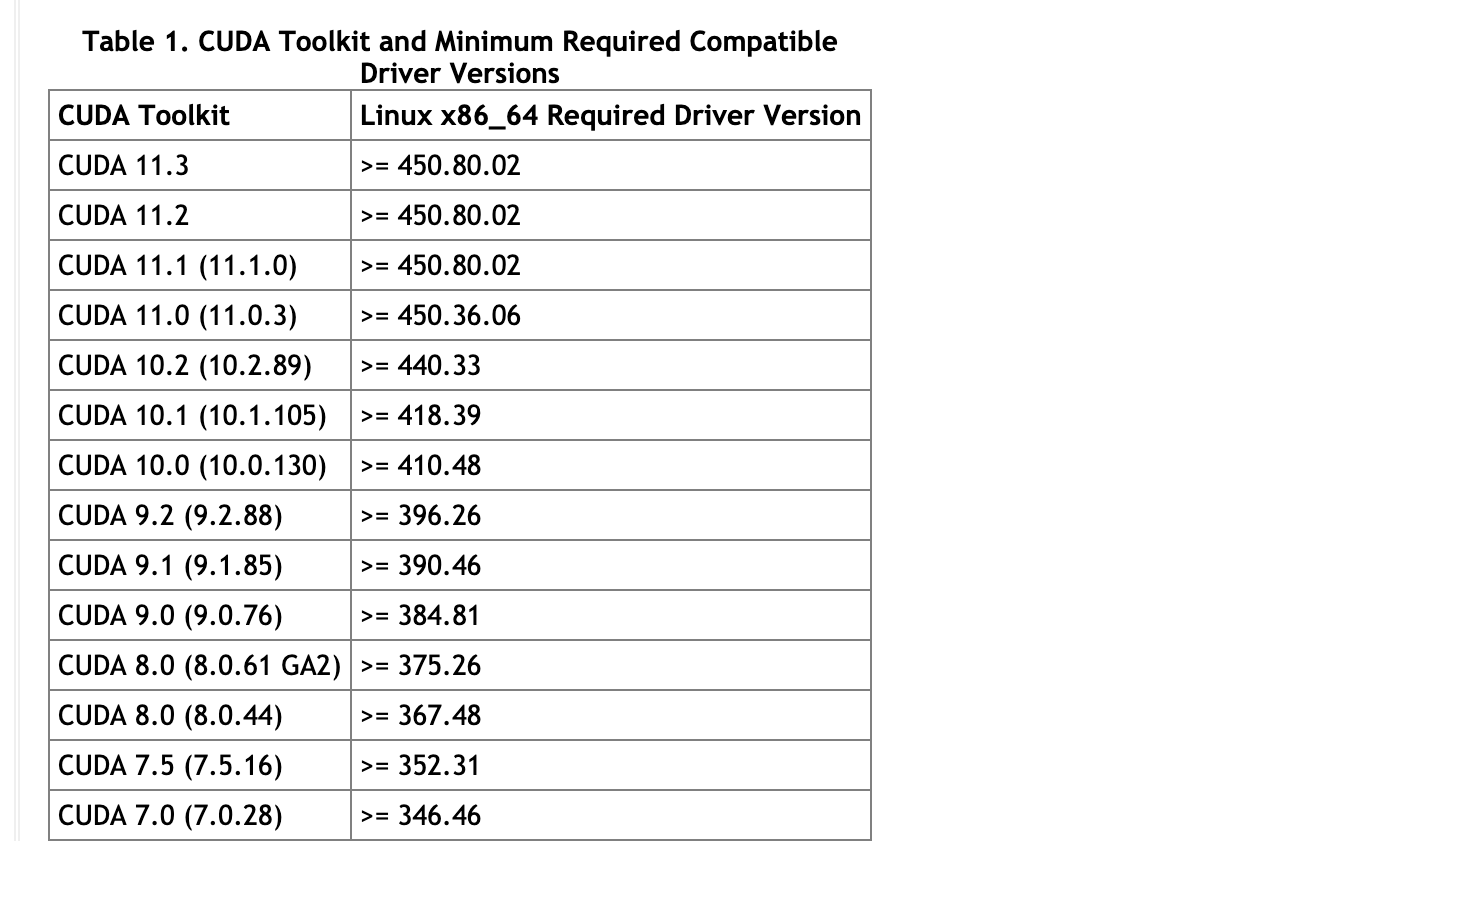 Table 1. CUDA Toolkit and Minimum Required Compatible
Driver Versions
CUDA Toolkit Linux x86_64 Required Driver Version
CUDA 11.3 >= 450.80.02
CUDA 11.2 >= 450.80.02
CUDA 11.1 (11.1.0) >= 450.80.02
CUDA 11.0 (11.0.3) >= 450.36.06
CUDA 10.2 (10.2.89) >= 440.33
CUDA 10.1 (10.1.105) >= 418.39
CUDA 10.0 (10.0.130) >= 410.48
CUDA 9.2 (9.2.88) >= 396.26
CUDA 9.1 (9.1.85) >= 390.46
CUDA 9.0 (9.0.76) >= 384.81
CUDA 8.0 (8.0.61 GA2) >= 375.26
CUDA 8.0 (8.0.44) >= 367.48
CUDA 7.5 (7.5.16) >= 352.31
CUDA 7.0 (7.0.28) >= 346.46